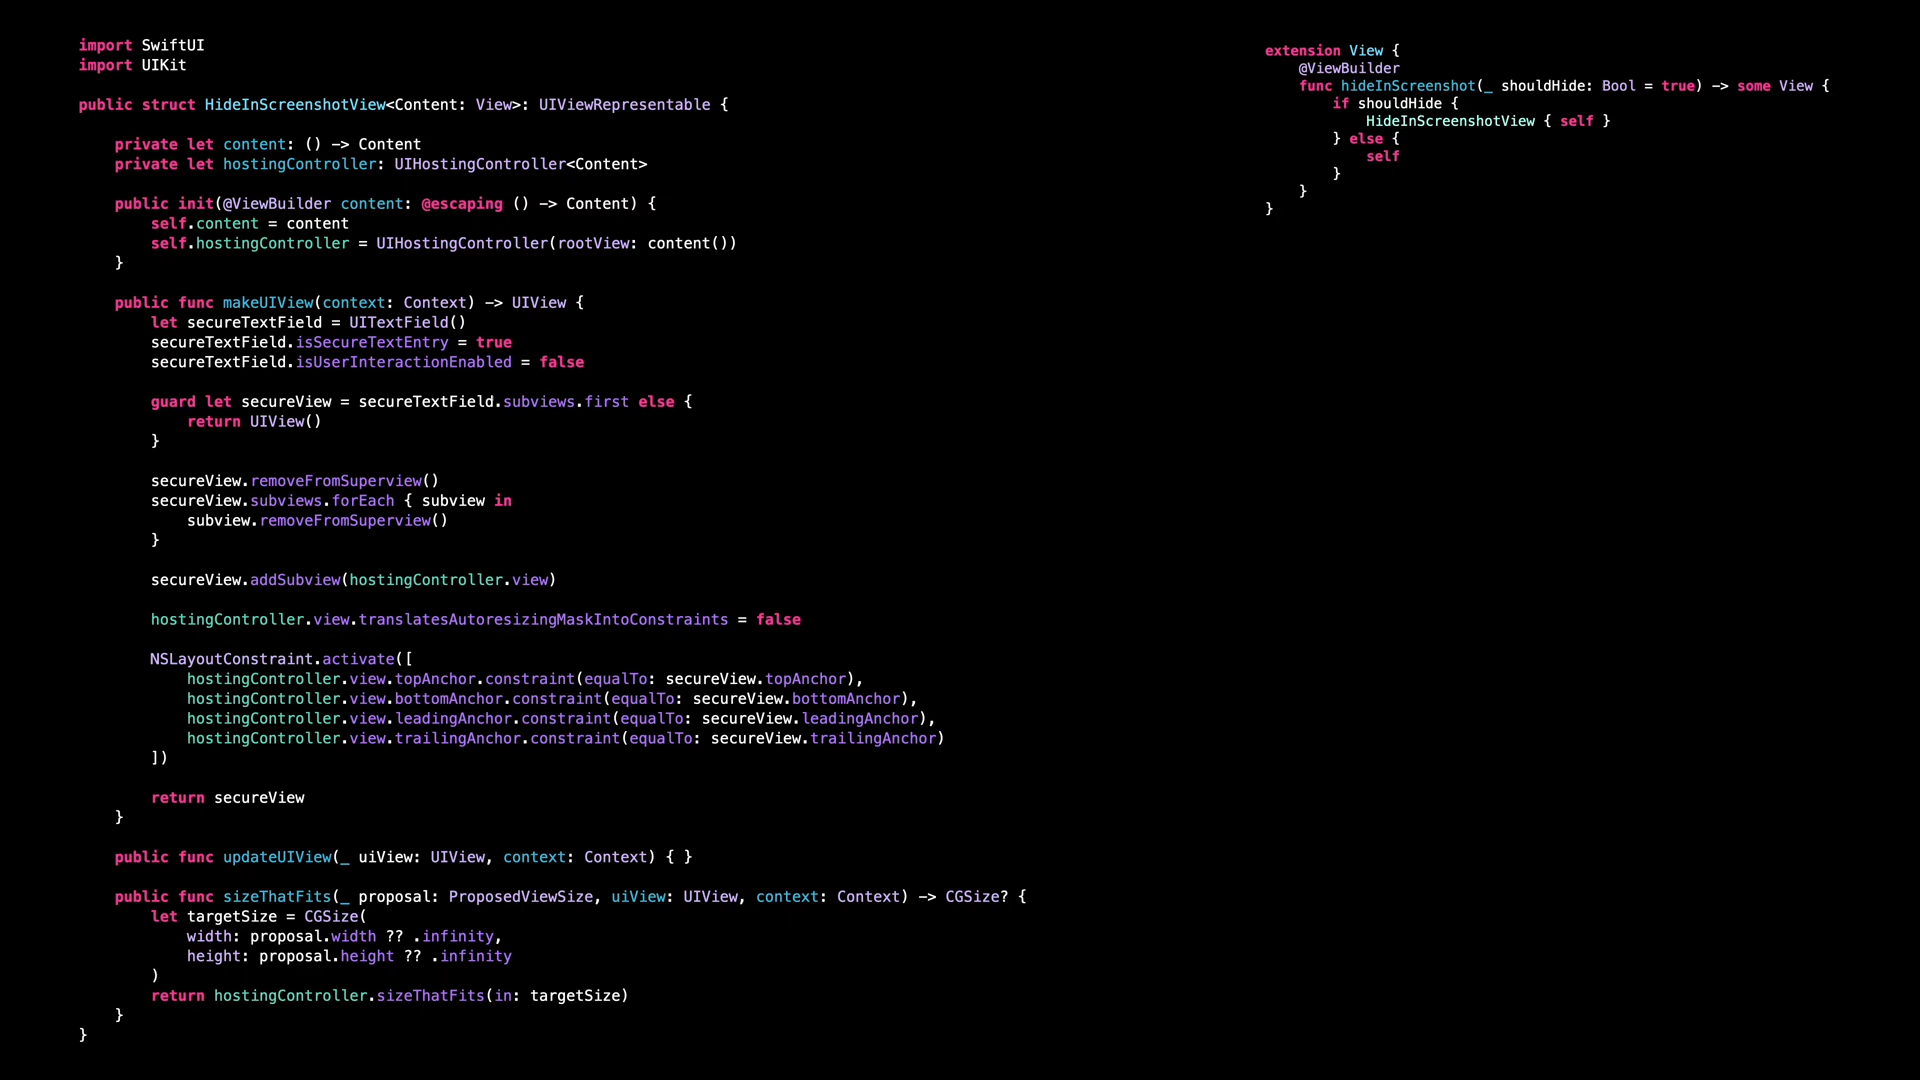 import SwiftUI
import UIKit

public struct HideInScreenshotView<Content: View>: UIViewRepresentable {

    private let content: () -> Content
    private let hostingController: UIHostingController<Content>

    public init(@ViewBuilder content: @escaping () -> Content) {
        self.content = content
        self.hostingController = UIHostingController(rootView: content())
    }

    public func makeUIView(context: Context) -> UIView {
        let secureTextField = UITextField()
        secureTextField.isSecureTextEntry = true
        secureTextField.isUserInteractionEnabled = false

        guard let secureView = secureTextField.subviews.first else {
            return UIView()
        }

        secureView.removeFromSuperview()
        secureView.subviews.forEach { subview in
            subview.removeFromSuperview()
        }

        secureView.addSubview(hostingController.view)

        hostingController.view.translatesAutoresizingMaskIntoConstraints = false

        NSLayoutConstraint.activate([
            hostingController.view.topAnchor.constraint(equalTo: secureView.topAnchor),
            hostingController.view.bottomAnchor.constraint(equalTo: secureView.bottomAnchor),
            hostingController.view.leadingAnchor.constraint(equalTo: secureView.leadingAnchor),
            hostingController.view.trailingAnchor.constraint(equalTo: secureView.trailingAnchor)
        ])

        return secureView
    }

    public func updateUIView(_ uiView: UIView, context: Context) { }

    public func sizeThatFits(_ proposal: ProposedViewSize, uiView: UIView, context: Context) -> CGSize? {
        let targetSize = CGSize(
            width: proposal.width ?? .infinity,
            height: proposal.height ?? .infinity
        )
        return hostingController.sizeThatFits(in: targetSize)
    }
}

extension View {
    @ViewBuilder
    func hideInScreenshot(_ shouldHide: Bool = true) -> some View {
        if shouldHide {
            HideInScreenshotView { self }
        } else {
            self
        }
    }
}